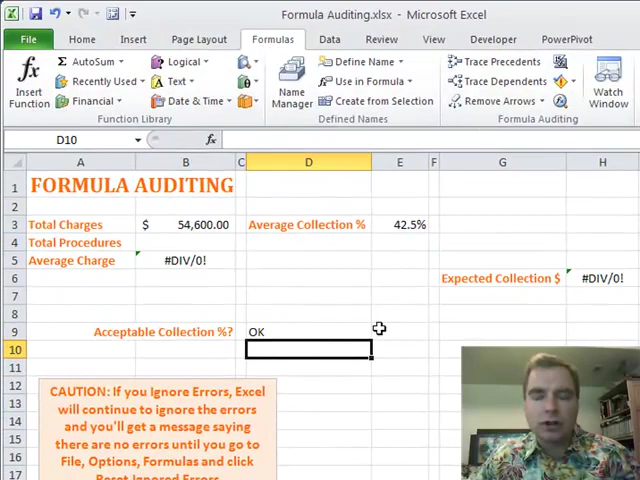 Formula Auditing.xlsx - Microsoft Excel
File Home Insert Page Layout Formulas Data Review View Developer PowerPivot
fx Insert Function
Σ AutoSum
Recently Used
Financial
Logical
Text
Date & Time
Function Library
Name Manager
Define Name
Use in Formula
Create from Selection
Defined Names
Trace Precedents
Trace Dependents
Remove Arrows
Formula Auditing
Watch Window
D10 fx
A B C D E F G H
1 FORMULA AUDITING
2
3 Total Charges $ 54,600.00 Average Collection % 42.5%
4 Total Procedures
5 Average Charge #DIV/0!
6 Expected Collection $ #DIV/0!
7
8
9 Acceptable Collection %? OK
10
11
12
13
14
15
16
17
CAUTION: If you Ignore Errors, Excel
will continue to ignore the errors
and you'll get a message saying
there are no errors until you go to
File, Options, Formulas and click
Reset Ignored Errors